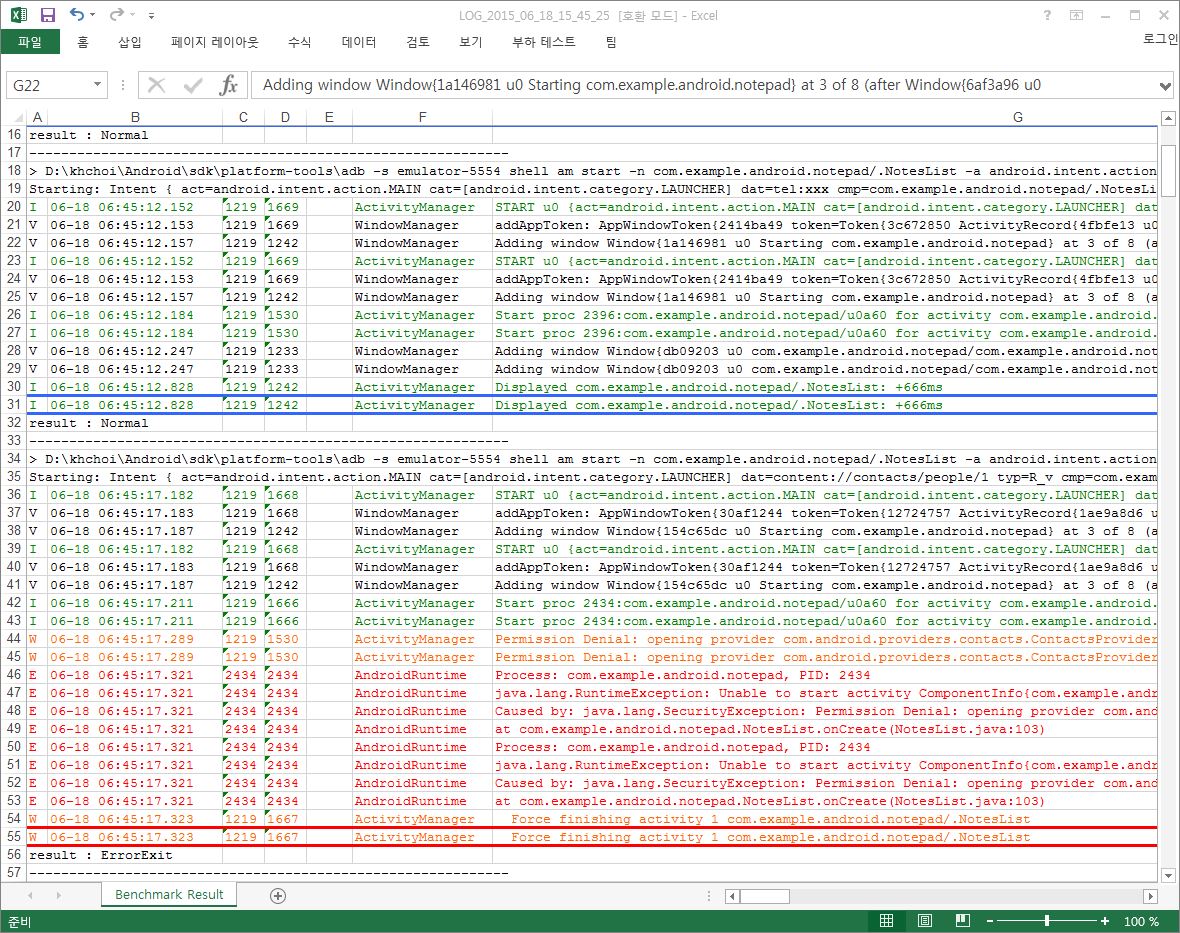 LOG_2015_06_18_15_45_25 [호환 모드] - Excel
파일 홈 삽입 페이지 레이아웃 수식 데이터 검토 보기 부하 테스트 팀 로그인
G22 fx Adding window Window{1a146981 u0 Starting com.example.android.notepad} at 3 of 8 (after Window{6af3a96 u0
A B C D E F G
16 result : Normal
17 ------------------------------------------------------------
18 > D:\khchoi\Android\sdk\platform-tools\adb -s emulator-5554 shell am start -n com.example.android.notepad/.NotesList -a android.intent.action
19 Starting: Intent { act=android.intent.action.MAIN cat=[android.intent.category.LAUNCHER] dat=tel:xxx cmp=com.example.android.notepad/.NotesLi
20 I 06-18 06:45:12.152 1219 1669 ActivityManager START u0 {act=android.intent.action.MAIN cat=[android.intent.category.LAUNCHER] dat
21 V 06-18 06:45:12.153 1219 1669 WindowManager addAppToken: AppWindowToken{2414ba49 token=Token{3c672850 ActivityRecord{4fbfe13 u0
22 V 06-18 06:45:12.157 1219 1242 WindowManager Adding window Window{1a146981 u0 Starting com.example.android.notepad} at 3 of 8 (a
23 I 06-18 06:45:12.152 1219 1669 ActivityManager START u0 {act=android.intent.action.MAIN cat=[android.intent.category.LAUNCHER] dat
24 V 06-18 06:45:12.153 1219 1669 WindowManager addAppToken: AppWindowToken{2414ba49 token=Token{3c672850 ActivityRecord{4fbfe13 u0
25 V 06-18 06:45:12.157 1219 1242 WindowManager Adding window Window{1a146981 u0 Starting com.example.android.notepad} at 3 of 8 (a
26 I 06-18 06:45:12.184 1219 1530 ActivityManager Start proc 2396:com.example.android.notepad/u0a60 for activity com.example.android.
27 I 06-18 06:45:12.184 1219 1530 ActivityManager Start proc 2396:com.example.android.notepad/u0a60 for activity com.example.android.
28 V 06-18 06:45:12.247 1219 1233 WindowManager Adding window Window{db09203 u0 com.example.android.notepad/com.example.android.not
29 V 06-18 06:45:12.247 1219 1233 WindowManager Adding window Window{db09203 u0 com.example.android.notepad/com.example.android.not
30 I 06-18 06:45:12.828 1219 1242 ActivityManager Displayed com.example.android.notepad/.NotesList: +666ms
31 I 06-18 06:45:12.828 1219 1242 ActivityManager Displayed com.example.android.notepad/.NotesList: +666ms
32 result : Normal
33 ------------------------------------------------------------
34 > D:\khchoi\Android\sdk\platform-tools\adb -s emulator-5554 shell am start -n com.example.android.notepad/.NotesList -a android.intent.action
35 Starting: Intent { act=android.intent.action.MAIN cat=[android.intent.category.LAUNCHER] dat=content://contacts/people/1 typ=R_v cmp=com.exam
36 I 06-18 06:45:17.182 1219 1668 ActivityManager START u0 {act=android.intent.action.MAIN cat=[android.intent.category.LAUNCHER] dat
37 V 06-18 06:45:17.183 1219 1668 WindowManager addAppToken: AppWindowToken{30af1244 token=Token{12724757 ActivityRecord{1ae9a8d6 u
38 V 06-18 06:45:17.187 1219 1242 WindowManager Adding window Window{154c65dc u0 Starting com.example.android.notepad} at 3 of 8 (a
39 I 06-18 06:45:17.182 1219 1668 ActivityManager START u0 {act=android.intent.action.MAIN cat=[android.intent.category.LAUNCHER] dat
40 V 06-18 06:45:17.183 1219 1668 WindowManager addAppToken: AppWindowToken{30af1244 token=Token{12724757 ActivityRecord{1ae9a8d6 u
41 V 06-18 06:45:17.187 1219 1242 WindowManager Adding window Window{154c65dc u0 Starting com.example.android.notepad} at 3 of 8 (a
42 I 06-18 06:45:17.211 1219 1666 ActivityManager Start proc 2434:com.example.android.notepad/u0a60 for activity com.example.android.
43 I 06-18 06:45:17.211 1219 1666 ActivityManager Start proc 2434:com.example.android.notepad/u0a60 for activity com.example.android.
44 W 06-18 06:45:17.289 1219 1530 ActivityManager Permission Denial: opening provider com.android.providers.contacts.ContactsProvider
45 W 06-18 06:45:17.289 1219 1530 ActivityManager Permission Denial: opening provider com.android.providers.contacts.ContactsProvider
46 E 06-18 06:45:17.321 2434 2434 AndroidRuntime Process: com.example.android.notepad, PID: 2434
47 E 06-18 06:45:17.321 2434 2434 AndroidRuntime java.lang.RuntimeException: Unable to start activity ComponentInfo{com.example.andr
48 E 06-18 06:45:17.321 2434 2434 AndroidRuntime Caused by: java.lang.SecurityException: Permission Denial: opening provider com.and
49 E 06-18 06:45:17.321 2434 2434 AndroidRuntime at com.example.android.notepad.NotesList.onCreate(NotesList.java:103)
50 E 06-18 06:45:17.321 2434 2434 AndroidRuntime Process: com.example.android.notepad, PID: 2434
51 E 06-18 06:45:17.321 2434 2434 AndroidRuntime java.lang.RuntimeException: Unable to start activity ComponentInfo{com.example.andr
52 E 06-18 06:45:17.321 2434 2434 AndroidRuntime Caused by: java.lang.SecurityException: Permission Denial: opening provider com.and
53 E 06-18 06:45:17.321 2434 2434 AndroidRuntime at com.example.android.notepad.NotesList.onCreate(NotesList.java:103)
54 W 06-18 06:45:17.323 1219 1667 ActivityManager Force finishing activity 1 com.example.android.notepad/.NotesList
55 W 06-18 06:45:17.323 1219 1667 ActivityManager Force finishing activity 1 com.example.android.notepad/.NotesList
56 result : ErrorExit
57 ------------------------------------------------------------
Benchmark Result
준비 100 %